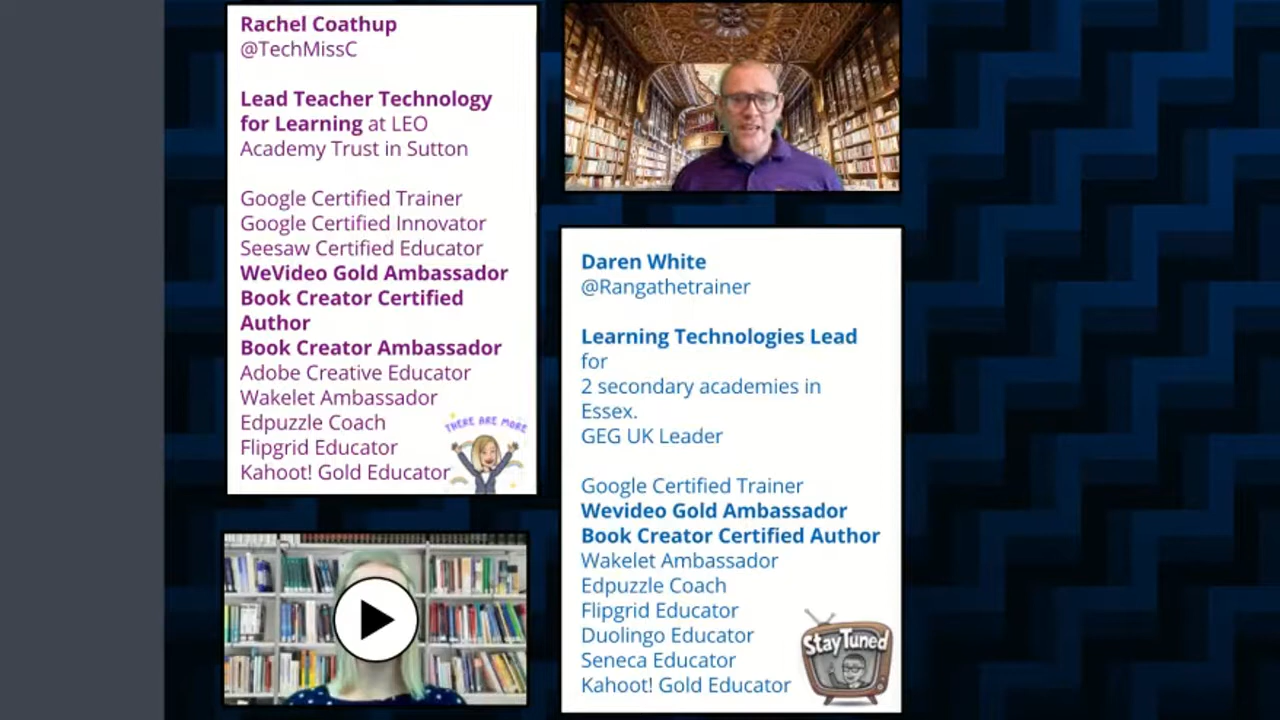 Rachel Coathup
@TechMissC
Lead Teacher Technology
for Learning at LEO
Academy Trust in Sutton
Google Certified Trainer
Google Certified Innovator
Seesaw Certified Educator
WeVideo Gold Ambassador
Book Creator Certified
Author
Book Creator Ambassador
Adobe Creative Educator
Wakelet Ambassador
Edpuzzle Coach
Flipgrid Educator
Kahoot! Gold Educator
THERE ARE MORE
Daren White
@Rangathetrainer
Learning Technologies Lead
for
2 secondary academies in
Essex.
GEG UK Leader
Google Certified Trainer
Wevideo Gold Ambassador
Book Creator Certified Author
Wakelet Ambassador
Edpuzzle Coach
Flipgrid Educator
Duolingo Educator
Seneca Educator
Kahoot! Gold Educator
Stay Tuned